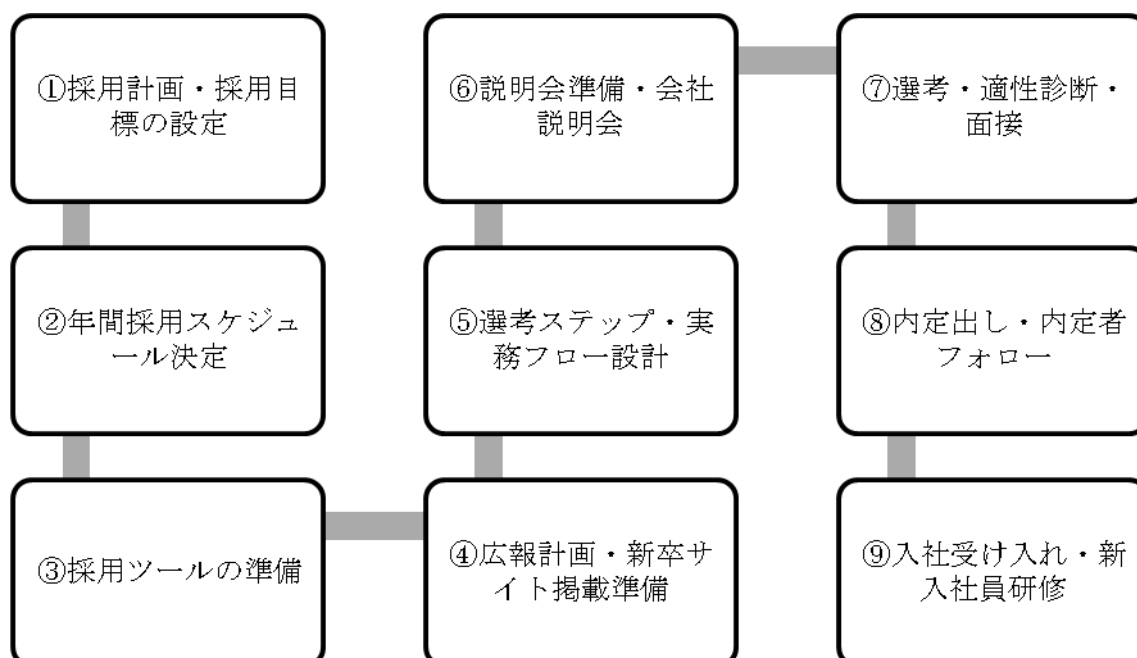 ①採用計画・採用目
標の設定
②年間採用スケジュ
ール決定
③採用ツールの準備
④広報計画・新卒サ
イト掲載準備
⑤選考ステップ・実
務フロー設計
⑥説明会準備・会社
説明会
⑦選考・適性診断・
面接
⑧内定出し・内定者
フォロー
⑨入社受け入れ・新
入社員研修